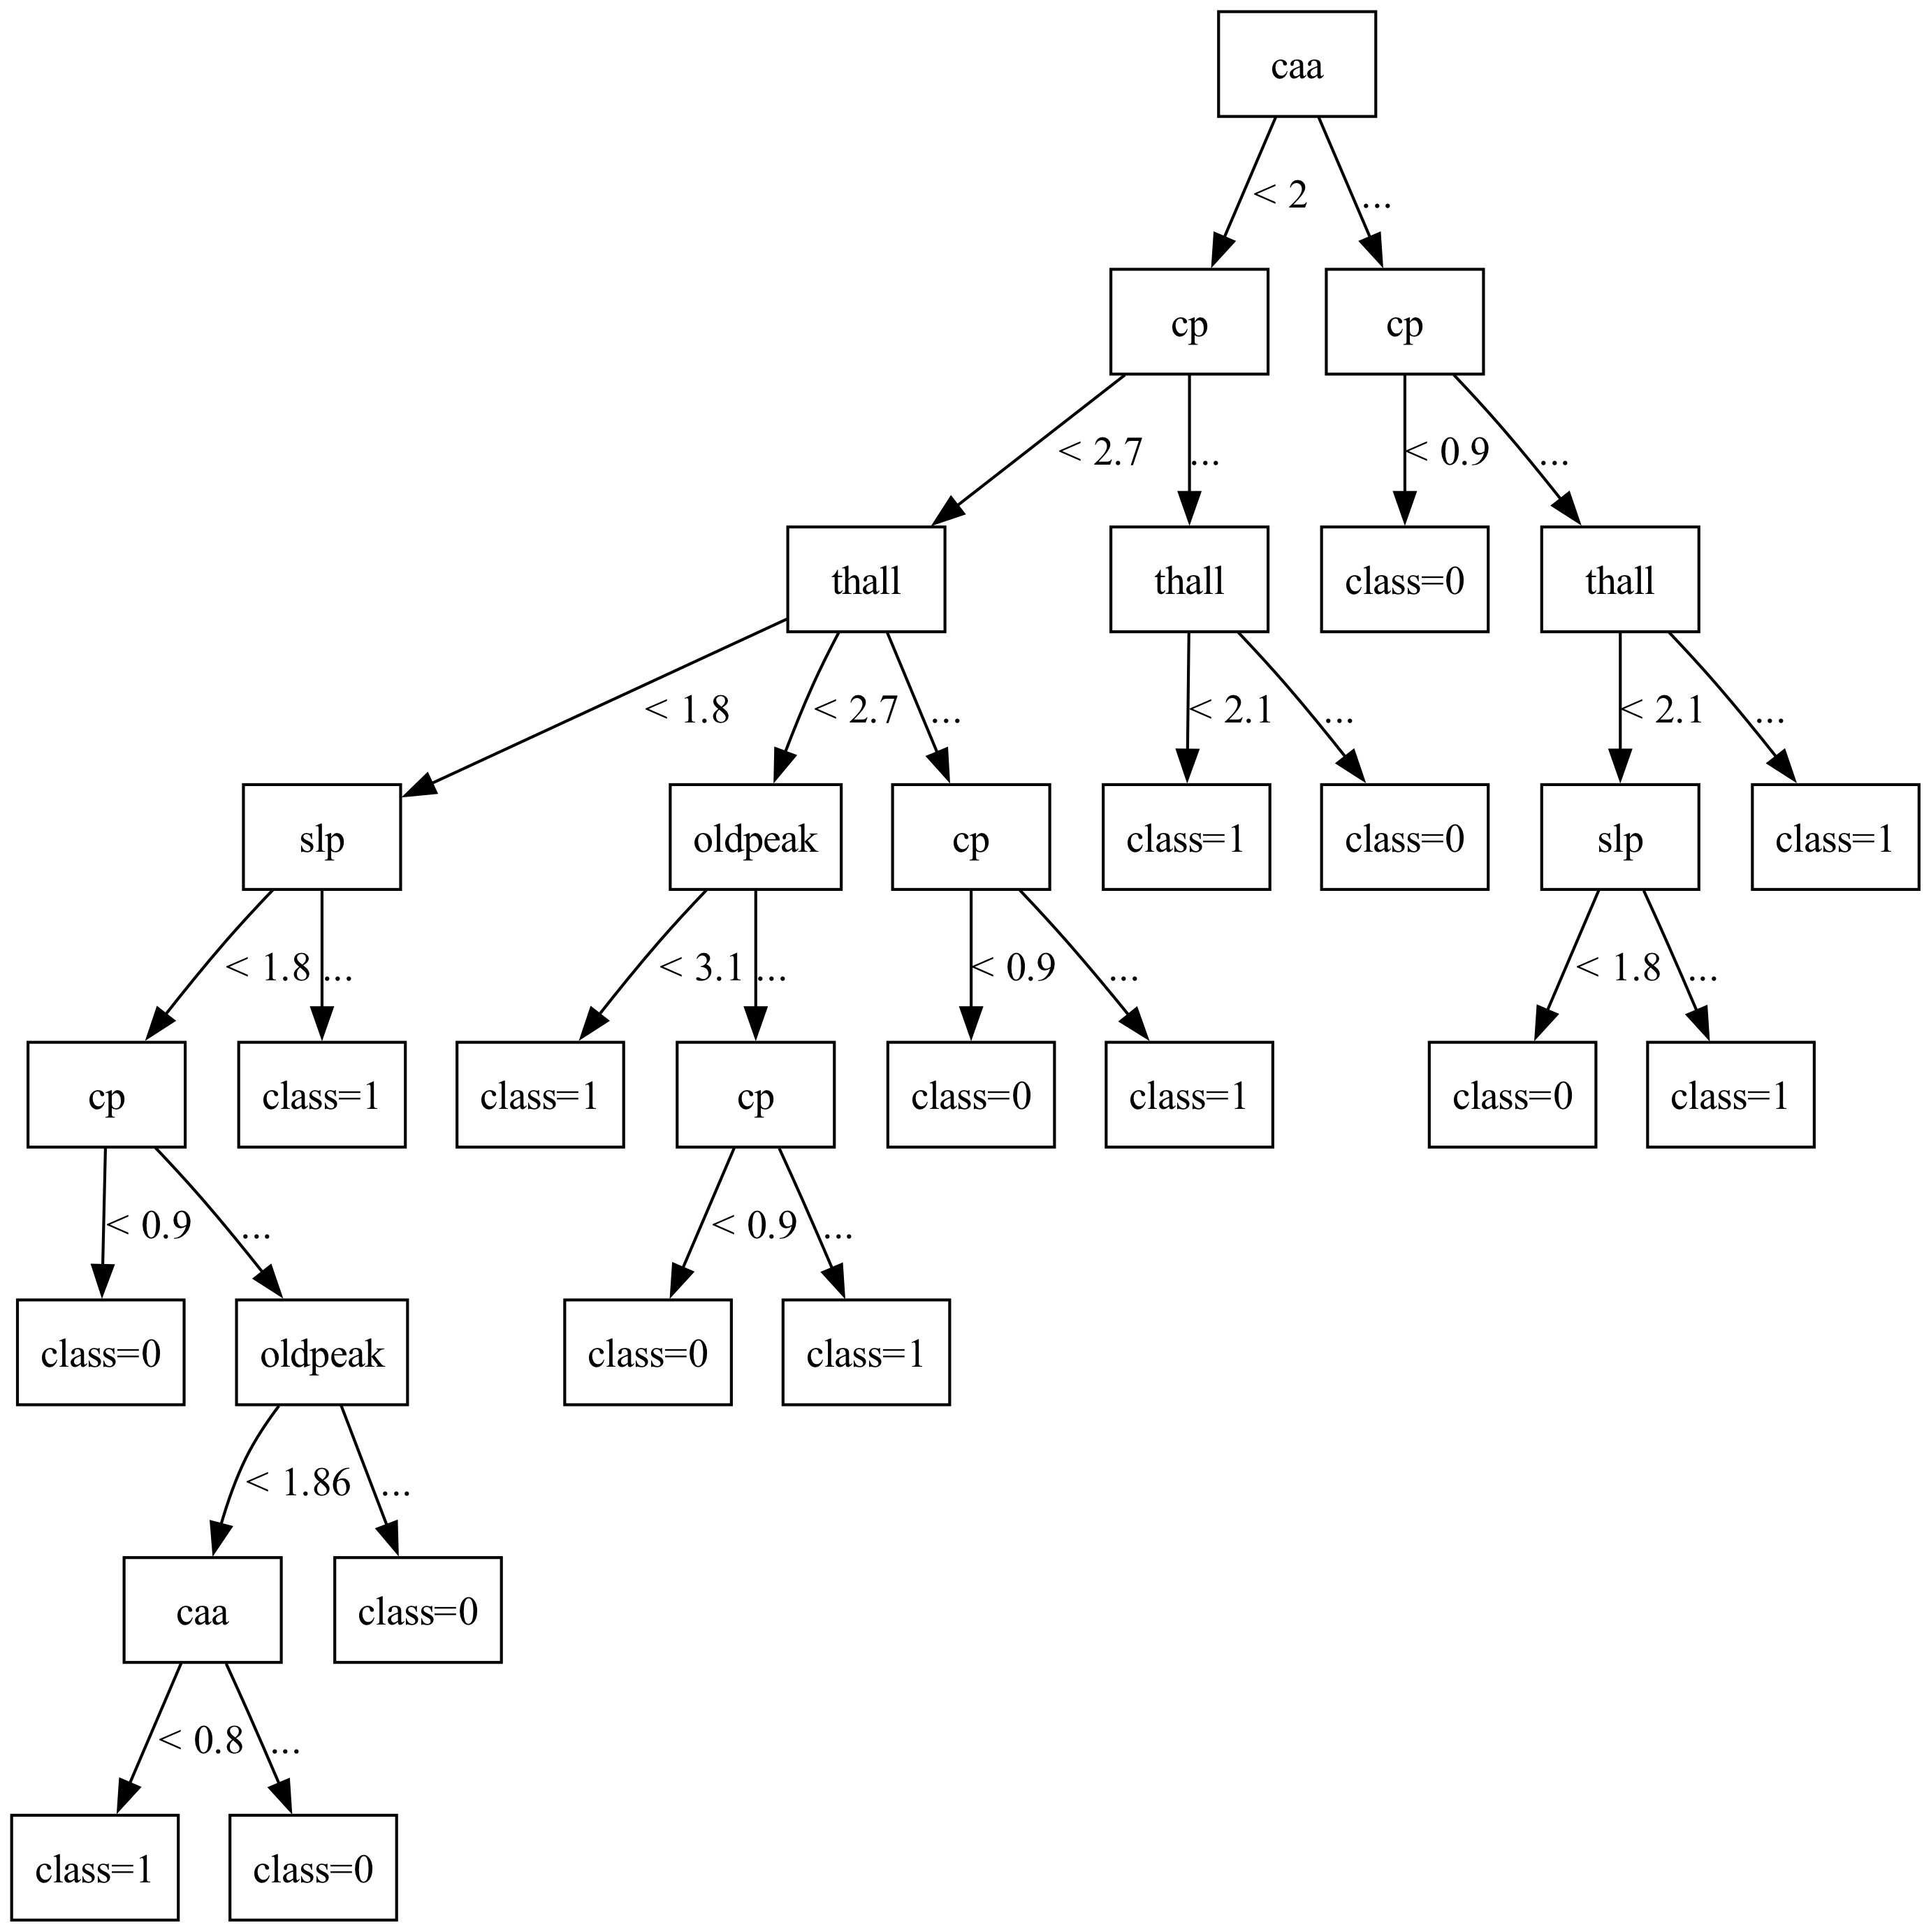 caa
< 2
...
cp
cp
< 2.7
...
< 0.9
...
thall
thall
class=0
thall
< 1.8
< 2.7
...
< 2.1
...
< 2.1
...
slp
oldpeak
cp
class=1
class=0
slp
class=1
< 1.8
...
< 3.1
...
< 0.9
...
< 1.8
...
cp
class=1
class=1
cp
class=0
class=1
class=0
class=1
< 0.9
...
< 0.9
...
class=0
oldpeak
class=0
class=1
< 1.86
...
caa
class=0
< 0.8
...
class=1
class=0